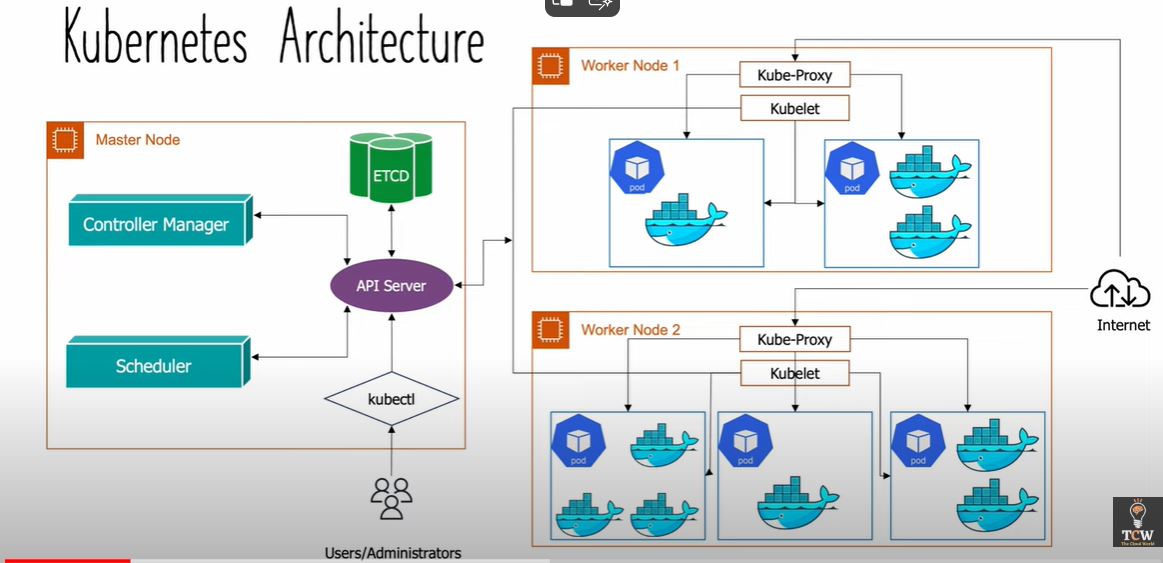 Kubernetes Architecture
Master Node
ETCD
Controller Manager
API Server
Scheduler
kubectl
Users/Administrators
Worker Node 1
Kube-Proxy
Kubelet
pod
pod
Worker Node 2
Kube-Proxy
Kubelet
pod
pod
pod
Internet
TCW
The Cloud World